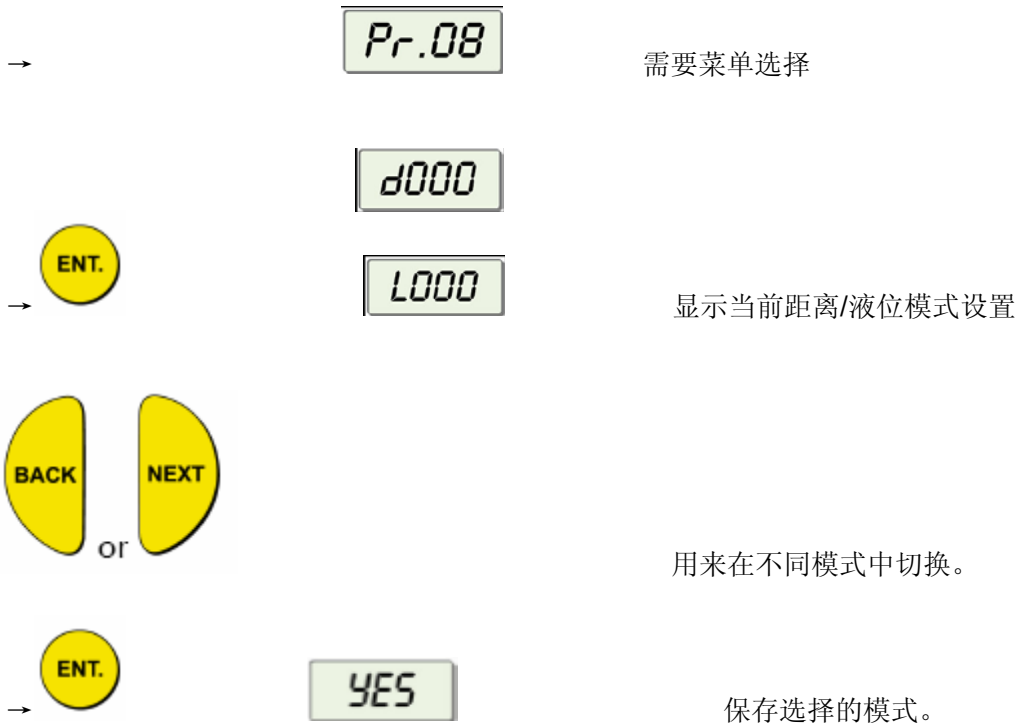 Pr.08
→ 需要菜单选择
d000
ENT.
L000
→ 显示当前距离/液位模式设置
BACK or NEXT
用来在不同模式中切换。
ENT.
YES
→ 保存选择的模式。